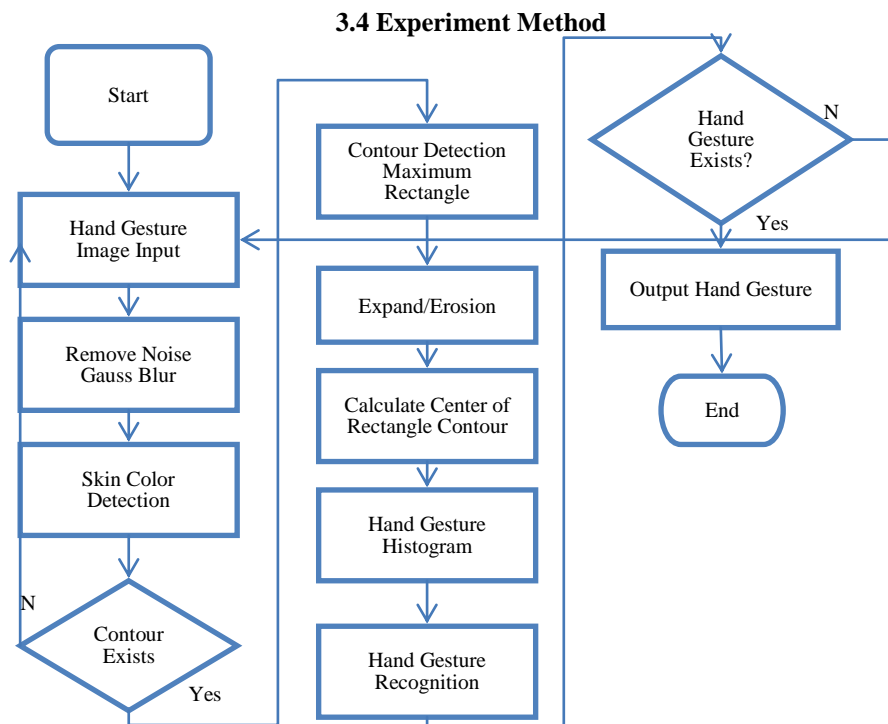 3.4 Experiment Method
Start
Hand Gesture
Image Input
Remove Noise
Gauss Blur
Skin Color
Detection
N
Contour
Exists
Yes
Contour Detection
Maximum
Rectangle
Expand/Erosion
Calculate Center of
Rectangle Contour
Hand Gesture
Histogram
Hand Gesture
Recognition
Hand
Gesture
Exists?
N
Yes
Output Hand Gesture
End